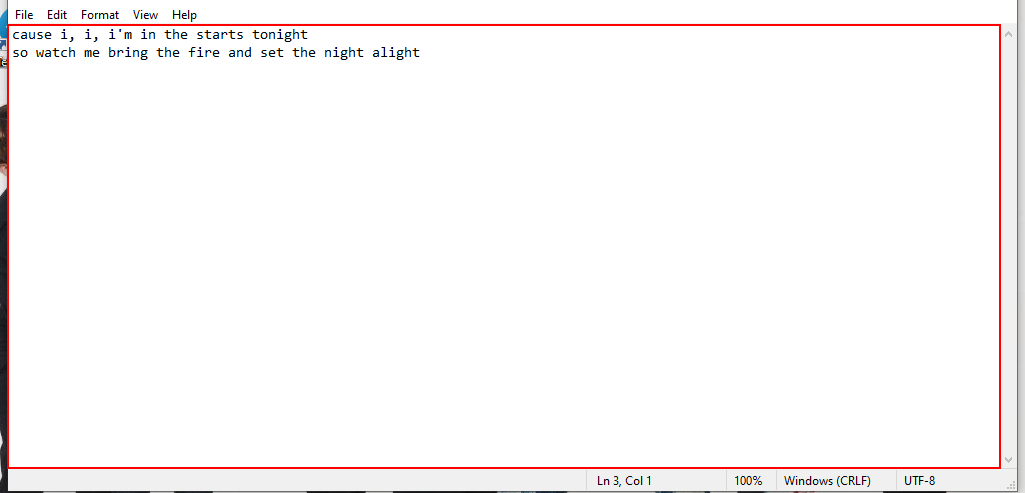 File Edit Format View Help
cause i, i, i'm in the starts tonight
so watch me bring the fire and set the night alight
Ln 3, Col 1 100% Windows (CRLF) UTF-8